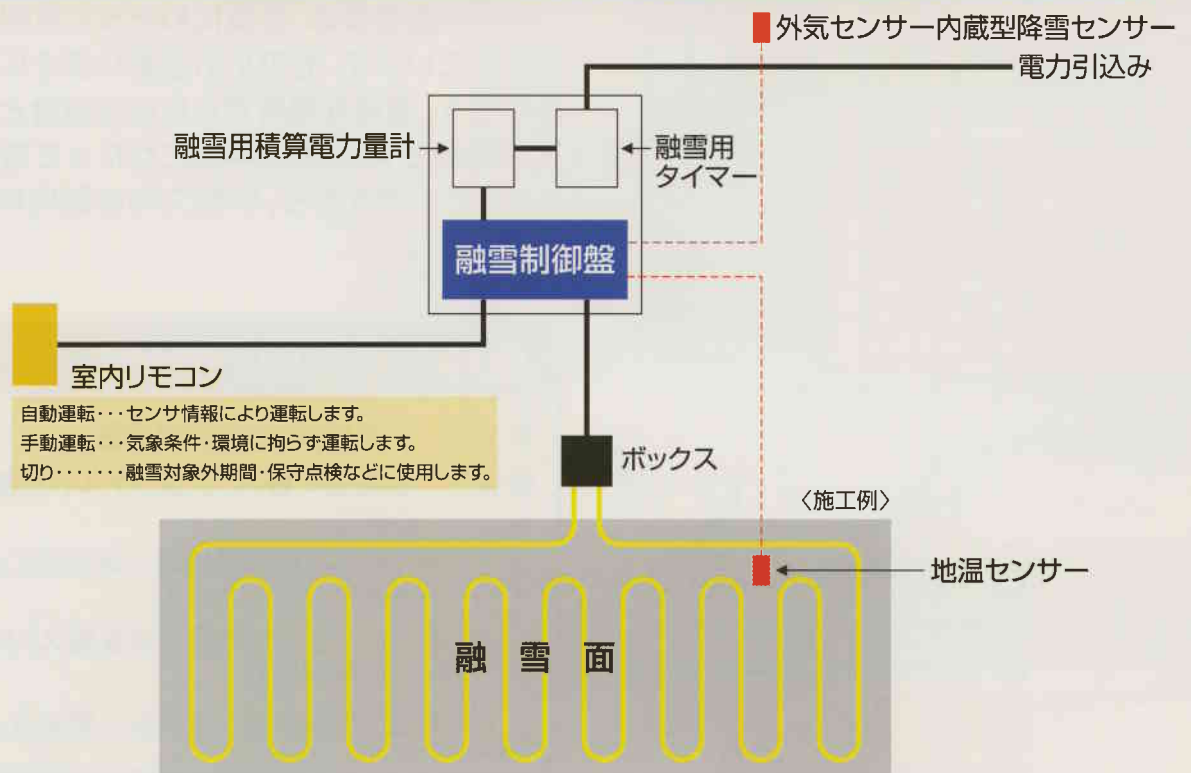 外気センサー内蔵型降雪センサー
電力引込み
融雪用積算電力量計
融雪用
タイマー
融雪制御盤
室内リモコン
自動運転･･･センサ情報により運転します。
手動運転･･･気象条件・環境に拘らず運転します。
切り･･･････融雪対象外期間・保守点検などに使用します。
ボックス
〈施工例〉
地温センサー
融雪面